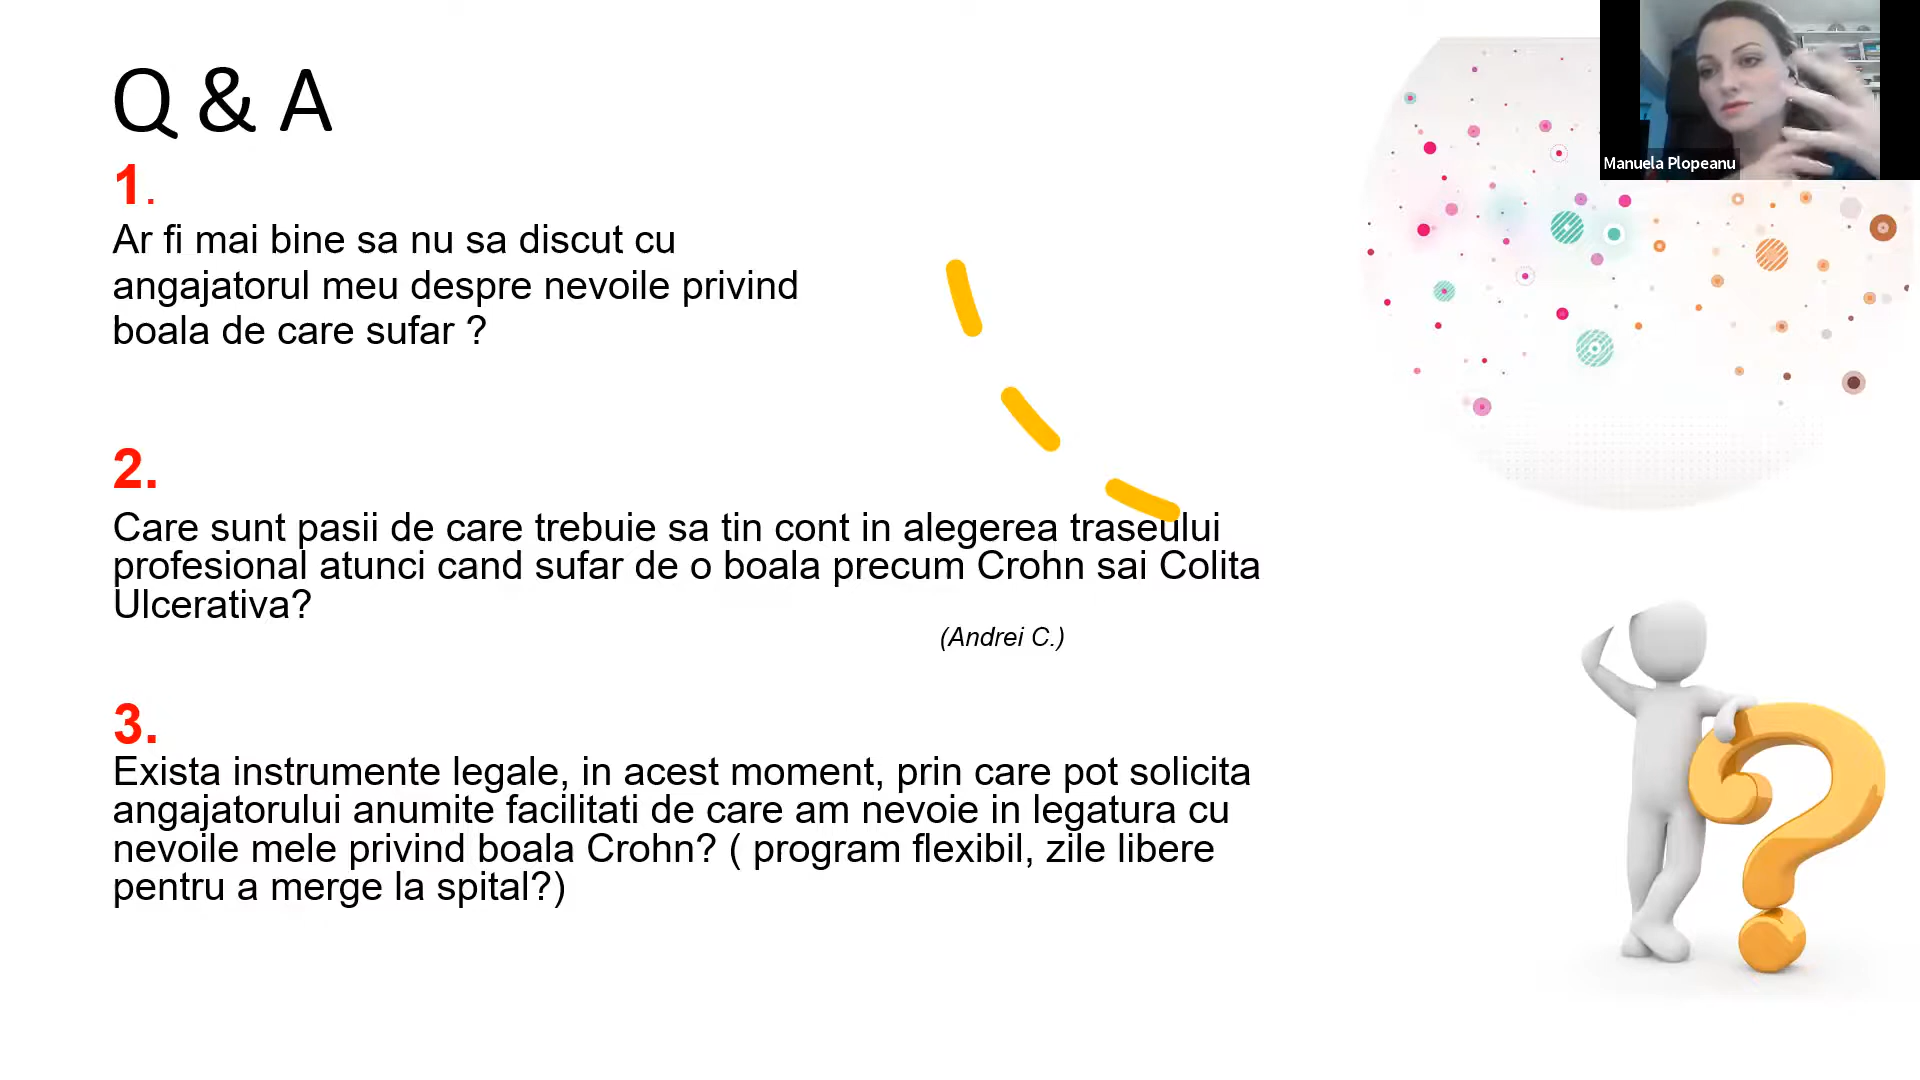 Q & A
1.
Ar fi mai bine sa nu sa discut cu
angajatorul meu despre nevoile privind
boala de care sufar ?
2.
Care sunt pasii de care trebuie sa tin cont in alegerea traseului
profesional atunci cand sufar de o boala precum Crohn sai Colita
Ulcerativa?
(Andrei C.)
3.
Exista instrumente legale, in acest moment, prin care pot solicita
angajatorului anumite facilitati de care am nevoie in legatura cu
nevoile mele privind boala Crohn? ( program flexibil, zile libere
pentru a merge la spital?)
Manuela Plopeanu